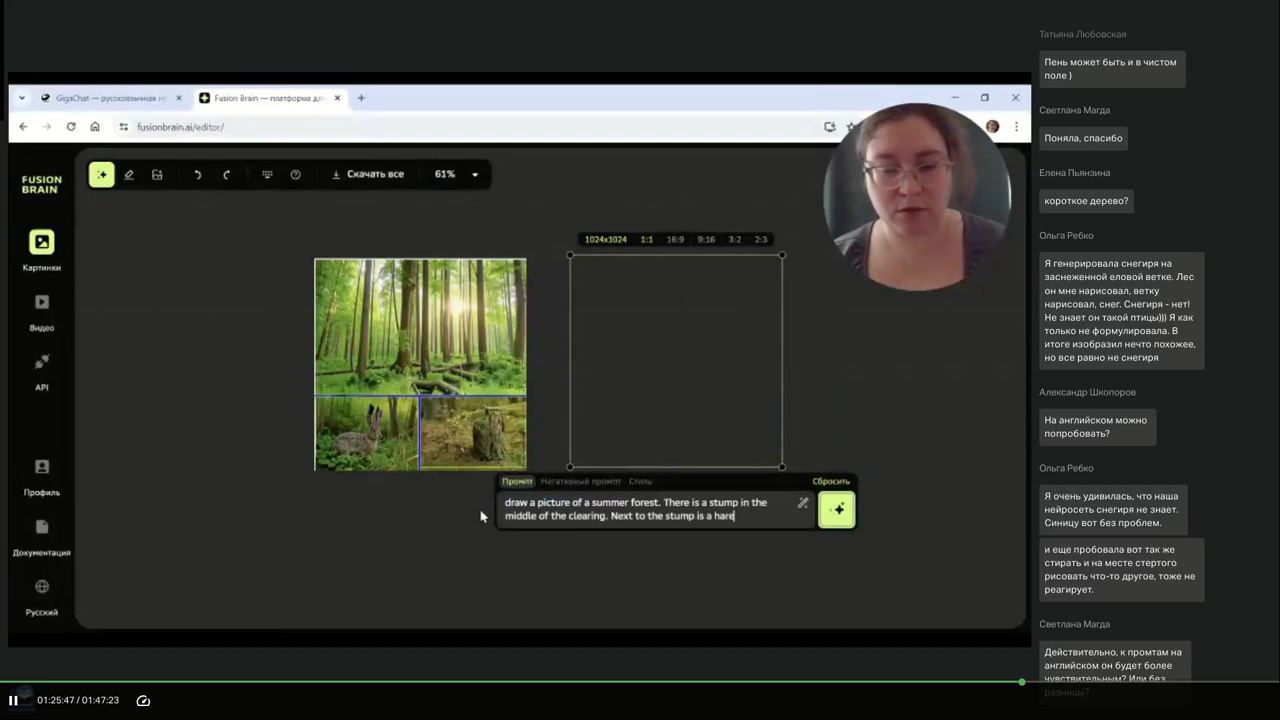 GigaChat — русскоязычная не
Fusion Brain — платформа дл
fusionbrain.ai/editor/
FUSION
BRAIN
Картинки
Видео
API
Профиль
Документация
Русский
Скачать все
61%
1024x1024 1:1 16:9 9:16 3:2 2:3
Промпт Негативный промпт Стиль
Сбросить
draw a picture of a summer forest. There is a stump in the
middle of the clearing. Next to the stump is a hare
Татьяна Любовская
Пень может быть и в чистом
поле )
Светлана Магда
Поняла, спасибо
Елена Пьянзина
короткое дерево?
Ольга Ребко
Я генерировала снегиря на
заснеженной еловой ветке. Лес
он мне нарисовал, ветку
нарисовал, снег. Снегиря - нет!
Не знает он такой птицы))) Я как
только не формулировала. В
итоге изобразил нечто похожее,
но все равно не снегиря
Александр Шкопоров
На английском можно
попробовать?
Ольга Ребко
Я очень удивилась, что наша
нейросеть снегиря не знает.
Синицу вот без проблем.
и еще пробовала вот так же
стирать и на месте стертого
рисовать что-то другое, тоже не
реагирует.
Светлана Магда
Действительно, к промтам на
английском он будет более
чувствительным? Или без
разницы?
01:25:47 / 01:47:23